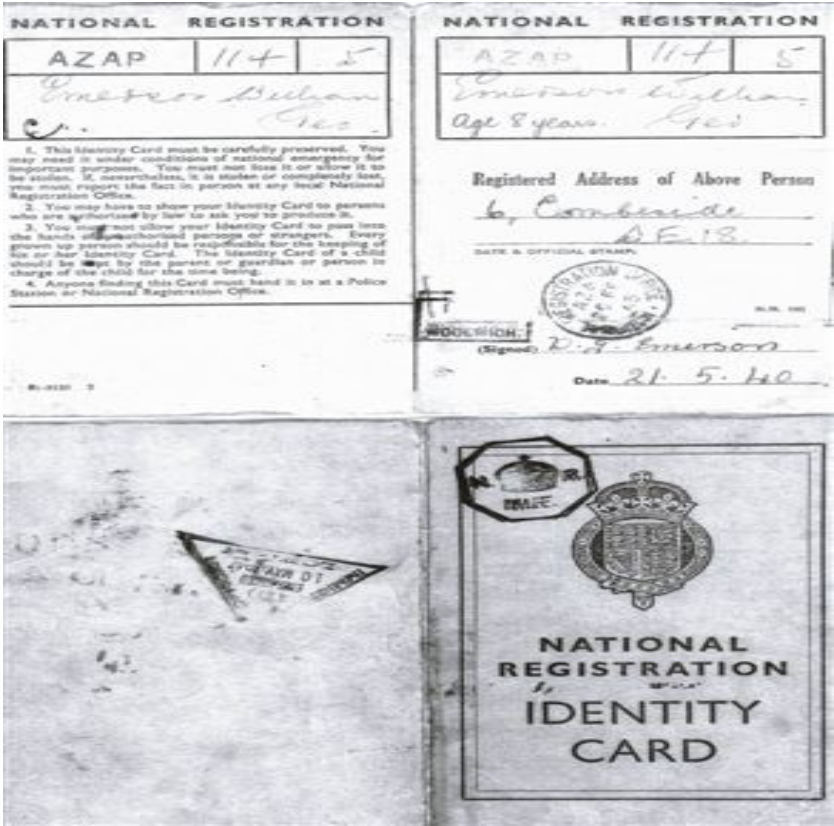 NATIONAL REGISTRATION
AZAP 114 5
Emerson William
Geo.
1. This Identity Card must be carefully preserved. You
may need it under conditions of national emergency for
important purposes. You must not lose it or allow it to
be stolen. If, nevertheless, it is stolen or completely lost,
you must report the fact in person at any local National
Registration Office.
2. You may have to show your Identity Card to persons
who are authorised by law to ask you to produce it.
3. You must not allow your Identity Card to pass into
the hands of unauthorised persons or strangers. Every
grown up person should be responsible for the keeping of
his or her Identity Card. The Identity Card of a child
should be kept by the parent or guardian or person in
charge of the child for the time being.
4. Anyone finding this Card must hand it in at a Police
Station or National Registration Office.
NATIONAL REGISTRATION
AZAP 114 5
Emerson William
Age 8 years. Geo
Registered Address of Above Person
6, Combeside
S.E.18.
DATE & OFFICIAL STAMP.
REGISTRATION OFFICE
WOOLWICH.
(Signed) D. J. Emerson
Date 21. 5. 40
10 MAY
N. R.
NATIONAL
REGISTRATION
IDENTITY
CARD